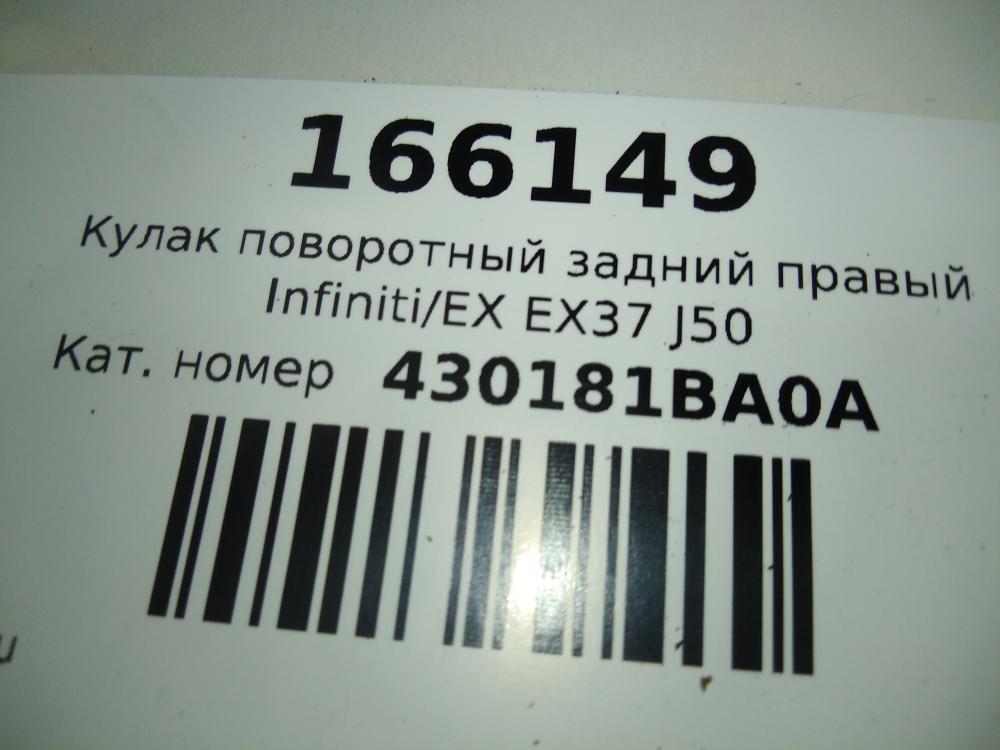 166149
Кулак поворотный задний правый
Infiniti/EX EX37 J50
Кат. номер 430181BA0A